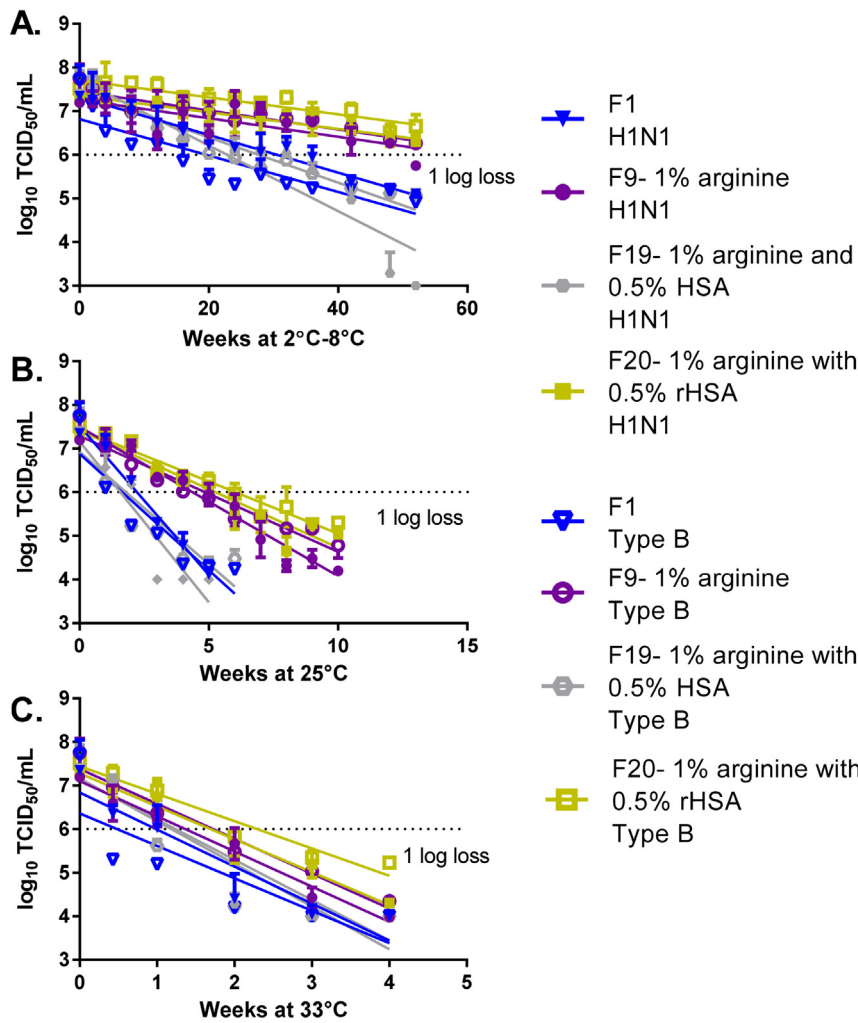 A.
9
8
7
6
5
4
3
log10 TCID50/mL
1 log loss
0
20
40
60
Weeks at 2°C-8°C
B.
9
8
7
6
5
4
3
log10 TCID50/mL
1 log loss
0
5
10
15
Weeks at 25°C
C.
9
8
7
6
5
4
3
log10 TCID50/mL
1 log loss
0
1
2
3
4
5
Weeks at 33°C
F1
H1N1
F9- 1% arginine
H1N1
F19- 1% arginine and
0.5% HSA
H1N1
F20- 1% arginine with
0.5% rHSA
H1N1
F1
Type B
F9- 1% arginine
Type B
F19- 1% arginine with
0.5% HSA
Type B
F20- 1% arginine with
0.5% rHSA
Type B